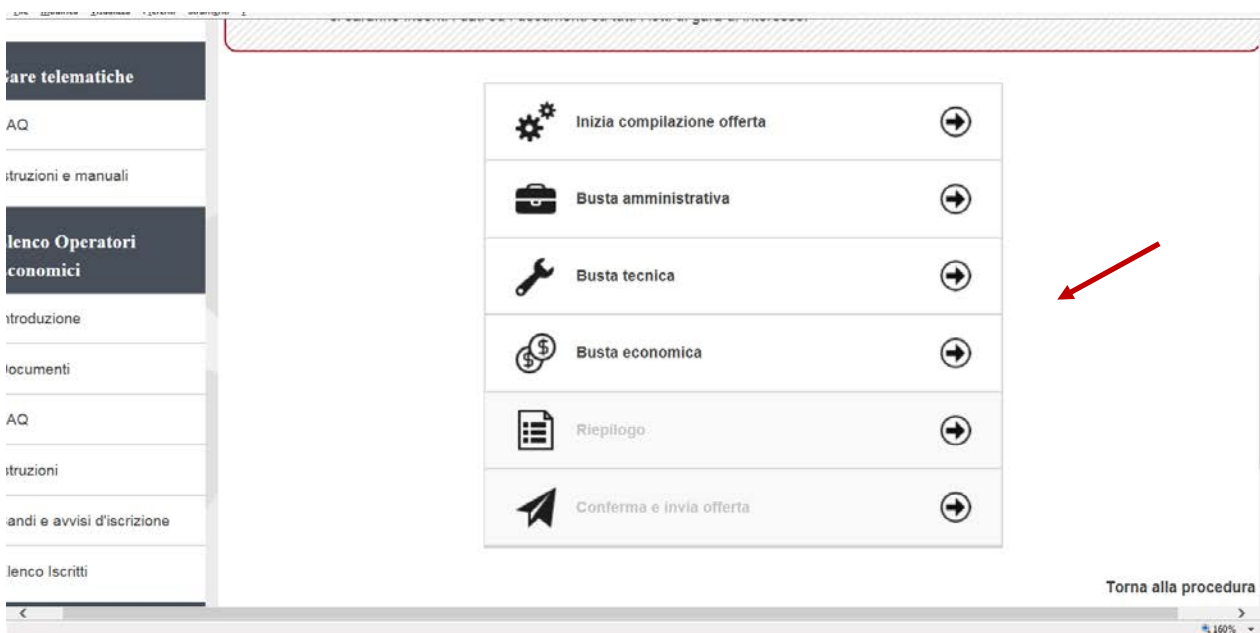 are telematiche
AQ
struzioni e manuali
lenco Operatori
conomici
ntroduzione
ocumenti
AQ
struzioni
andi e avvisi d'iscrizione
lenco Iscritti
Inizia compilazione offerta
Busta amministrativa
Busta tecnica
Busta economica
Riepilogo
Conferma e invia offerta
Torna alla procedura
160%